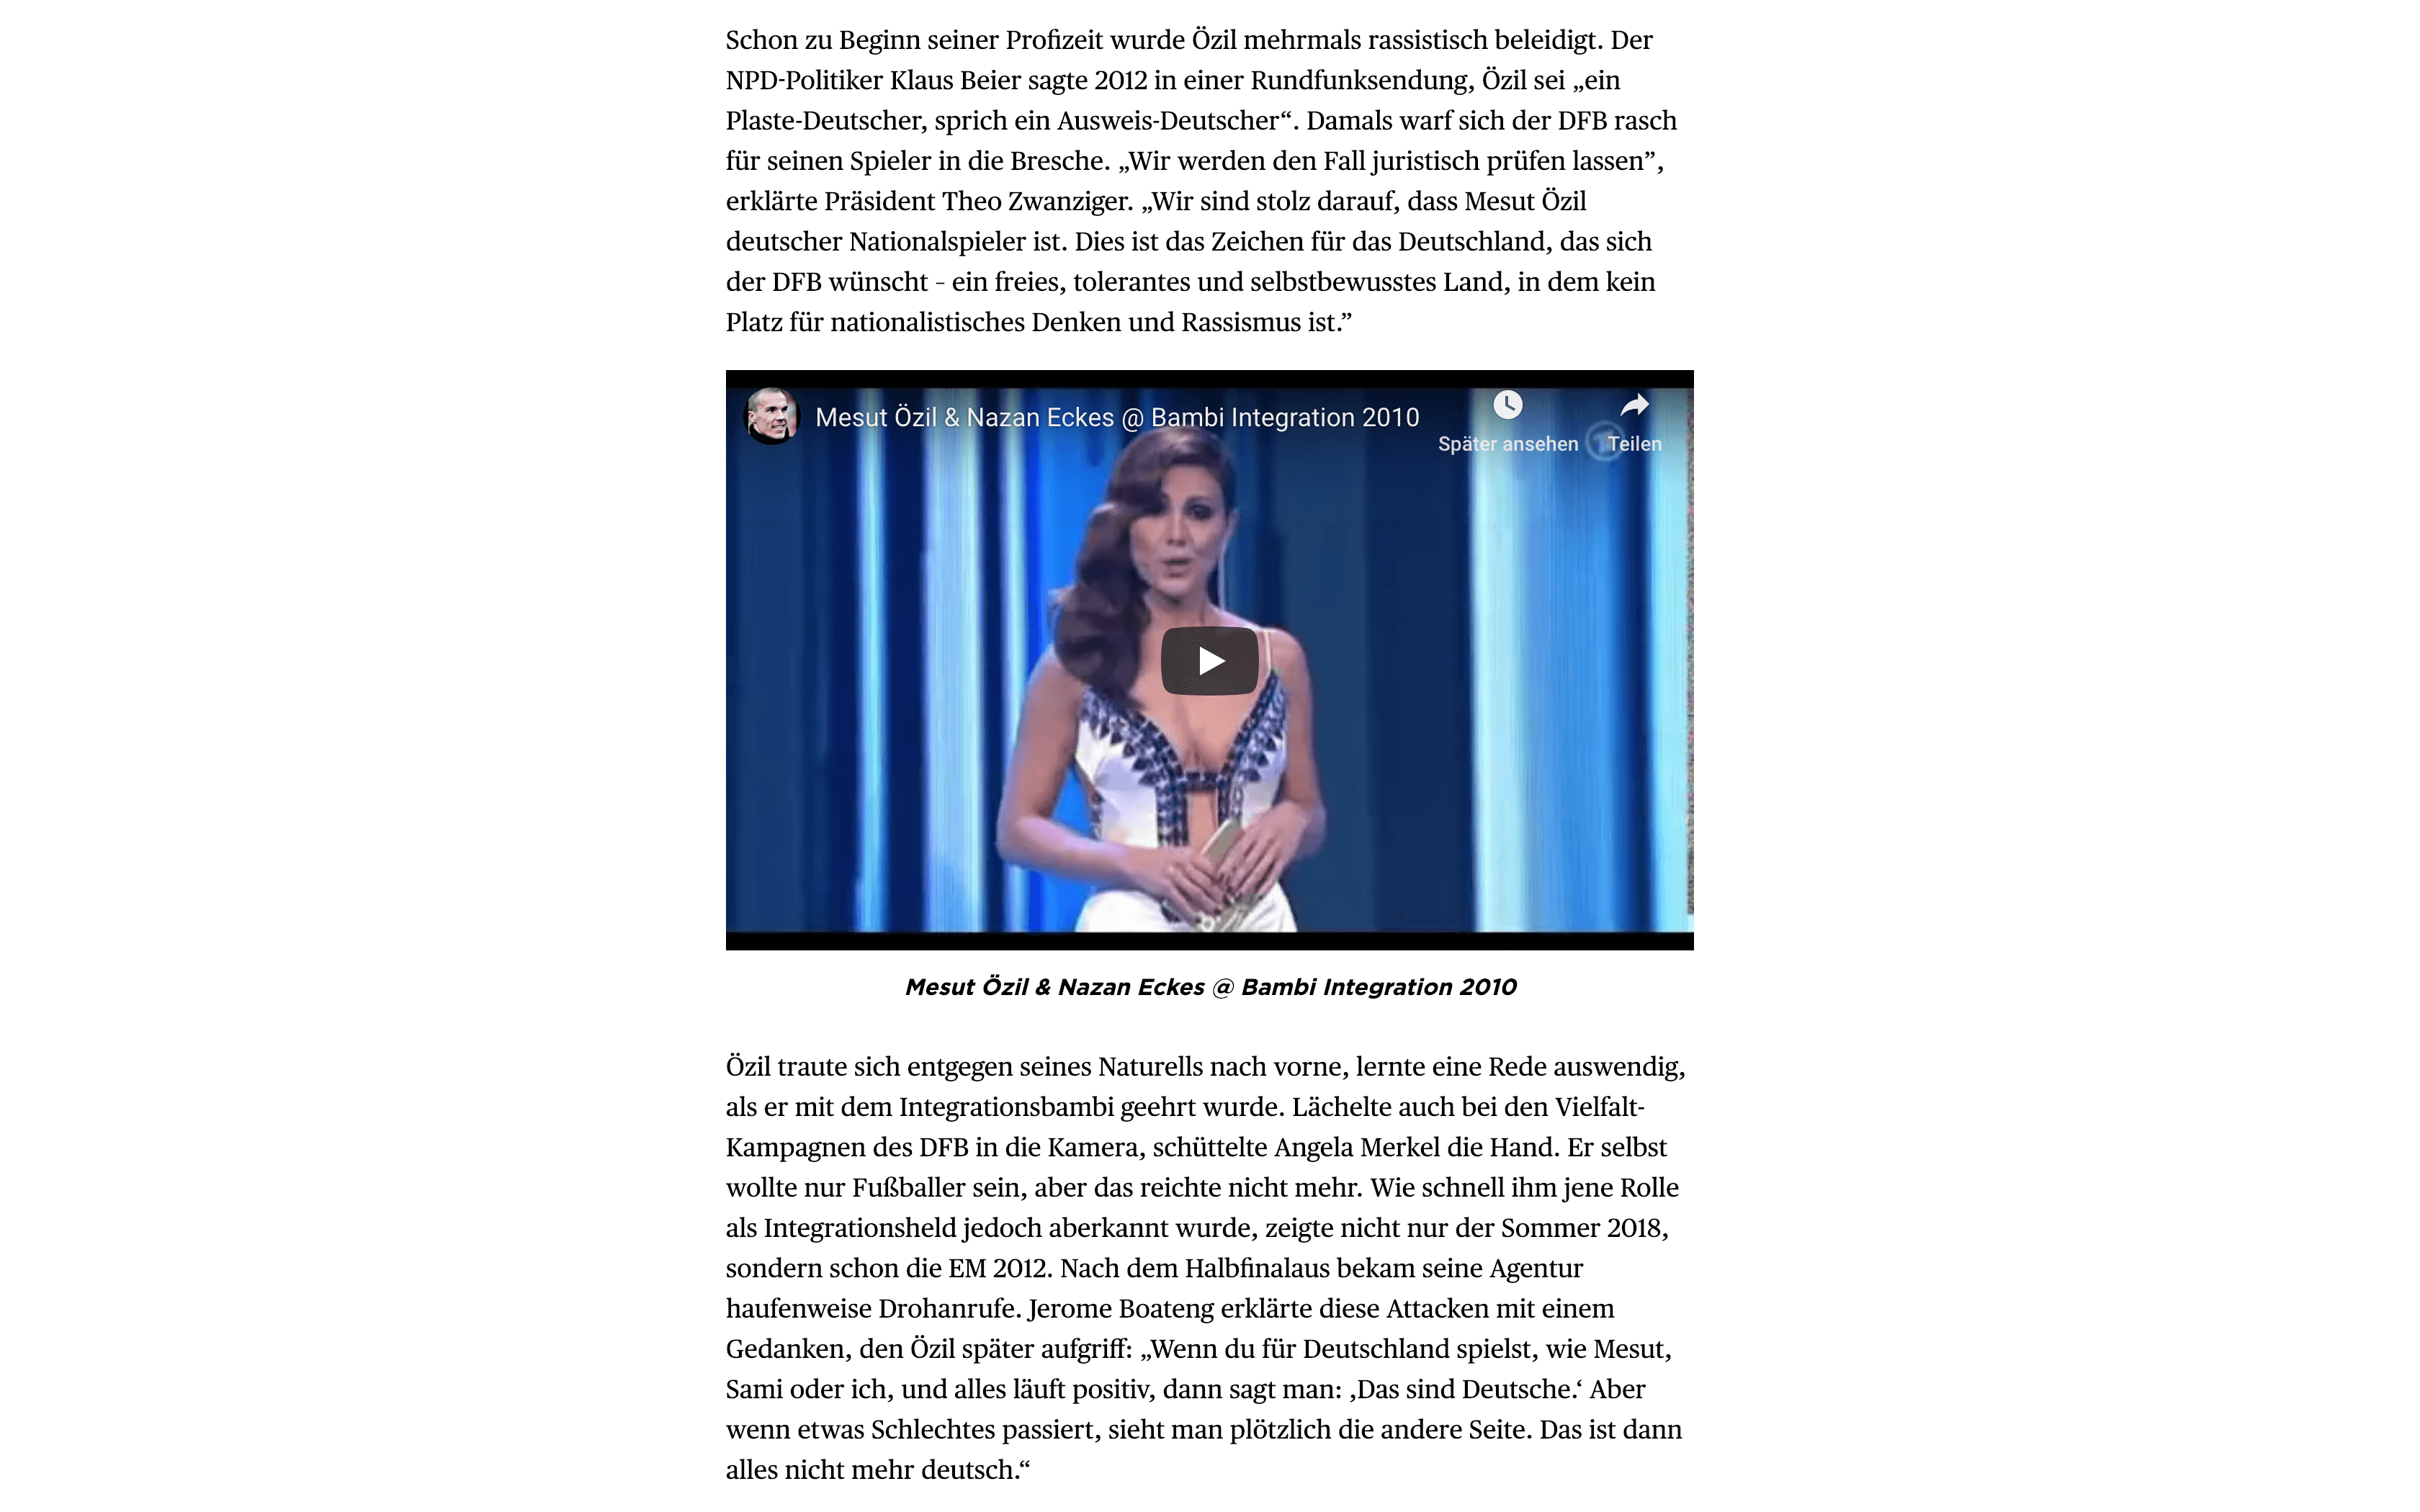 Schon zu Beginn seiner Profizeit wurde Özil mehrmals rassistisch beleidigt. Der
NPD-Politiker Klaus Beier sagte 2012 in einer Rundfunksendung, Özil sei „ein
Plaste-Deutscher, sprich ein Ausweis-Deutscher“. Damals warf sich der DFB rasch
für seinen Spieler in die Bresche. „Wir werden den Fall juristisch prüfen lassen”,
erklärte Präsident Theo Zwanziger. „Wir sind stolz darauf, dass Mesut Özil
deutscher Nationalspieler ist. Dies ist das Zeichen für das Deutschland, das sich
der DFB wünscht – ein freies, tolerantes und selbstbewusstes Land, in dem kein
Platz für nationalistisches Denken und Rassismus ist.”
Mesut Özil & Nazan Eckes @ Bambi Integration 2010
Später ansehen
Teilen
Mesut Özil & Nazan Eckes @ Bambi Integration 2010
Özil traute sich entgegen seines Naturells nach vorne, lernte eine Rede auswendig,
als er mit dem Integrationsbambi geehrt wurde. Lächelte auch bei den Vielfalt-
Kampagnen des DFB in die Kamera, schüttelte Angela Merkel die Hand. Er selbst
wollte nur Fußballer sein, aber das reichte nicht mehr. Wie schnell ihm jene Rolle
als Integrationsheld jedoch aberkannt wurde, zeigte nicht nur der Sommer 2018,
sondern schon die EM 2012. Nach dem Halbfinalaus bekam seine Agentur
haufenweise Drohanrufe. Jerome Boateng erklärte diese Attacken mit einem
Gedanken, den Özil später aufgriff: „Wenn du für Deutschland spielst, wie Mesut,
Sami oder ich, und alles läuft positiv, dann sagt man: ‚Das sind Deutsche.‘ Aber
wenn etwas Schlechtes passiert, sieht man plötzlich die andere Seite. Das ist dann
alles nicht mehr deutsch.“